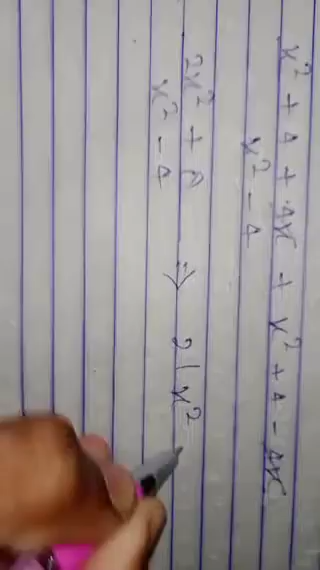 x² + 4 + 4x + x² + 4 - 4x
x² - 4
2x² + 8
x² - 4
⇒ 2(x²